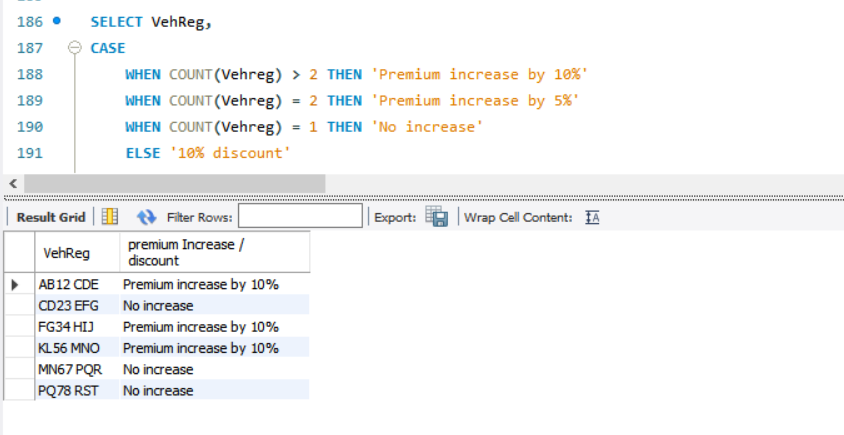 186 SELECT VehReg,
187 CASE
188 WHEN COUNT(Vehreg) > 2 THEN 'Premium increase by 10%'
189 WHEN COUNT(Vehreg) = 2 THEN 'Premium increase by 5%'
190 WHEN COUNT(Vehreg) = 1 THEN 'No increase'
191 ELSE '10% discount'
Result Grid Filter Rows: Export: Wrap Cell Content:
VehReg premium Increase /
discount
AB12 CDE Premium increase by 10%
CD23 EFG No increase
FG34 HIJ Premium increase by 10%
KL56 MNO Premium increase by 10%
MN67 PQR No increase
PQ78 RST No increase